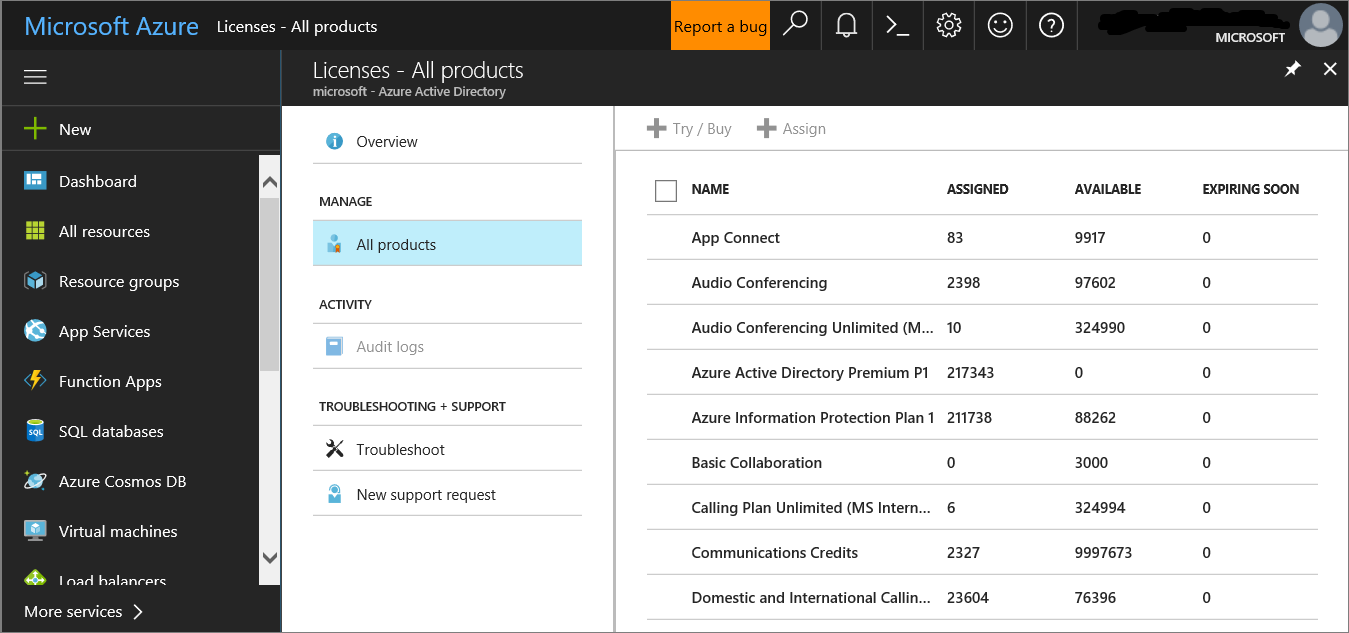 Microsoft Azure Licenses - All products Report a bug MICROSOFT
Licenses - All products
microsoft - Azure Active Directory
New
Dashboard
All resources
Resource groups
App Services
Function Apps
SQL databases
Azure Cosmos DB
Virtual machines
Load balancers
More services
Overview
MANAGE
All products
ACTIVITY
Audit logs
TROUBLESHOOTING + SUPPORT
Troubleshoot
New support request
Try / Buy Assign
NAME ASSIGNED AVAILABLE EXPIRING SOON
App Connect 83 9917 0
Audio Conferencing 2398 97602 0
Audio Conferencing Unlimited (M... 10 324990 0
Azure Active Directory Premium P1 217343 0 0
Azure Information Protection Plan 1 211738 88262 0
Basic Collaboration 0 3000 0
Calling Plan Unlimited (MS Intern... 6 324994 0
Communications Credits 2327 9997673 0
Domestic and International Callin... 23604 76396 0